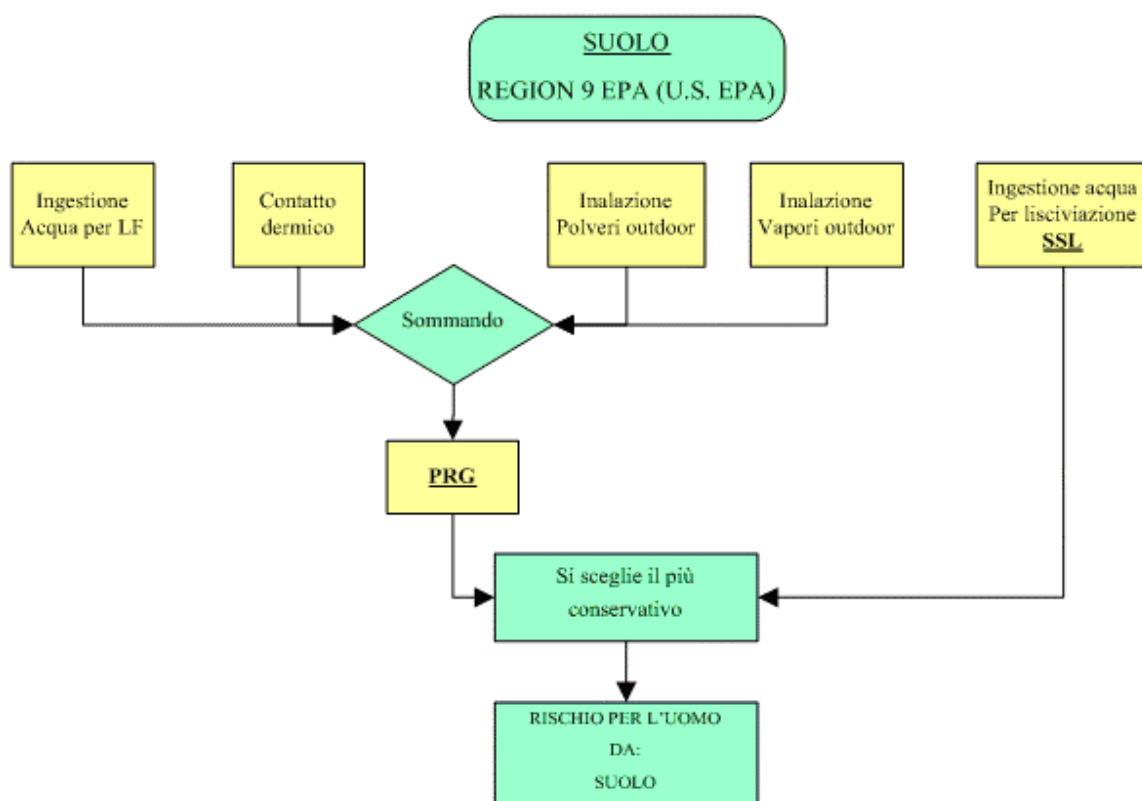 SUOLO
REGION 9 EPA (U.S. EPA)
Ingestione
Acqua per LF
Contatto
dermico
Inalazione
Polveri outdoor
Inalazione
Vapori outdoor
Ingestione acqua
Per lisciviazione
SSL
Sommando
PRG
Si sceglie il più
conservativo
RISCHIO PER L'UOMO
DA:
SUOLO